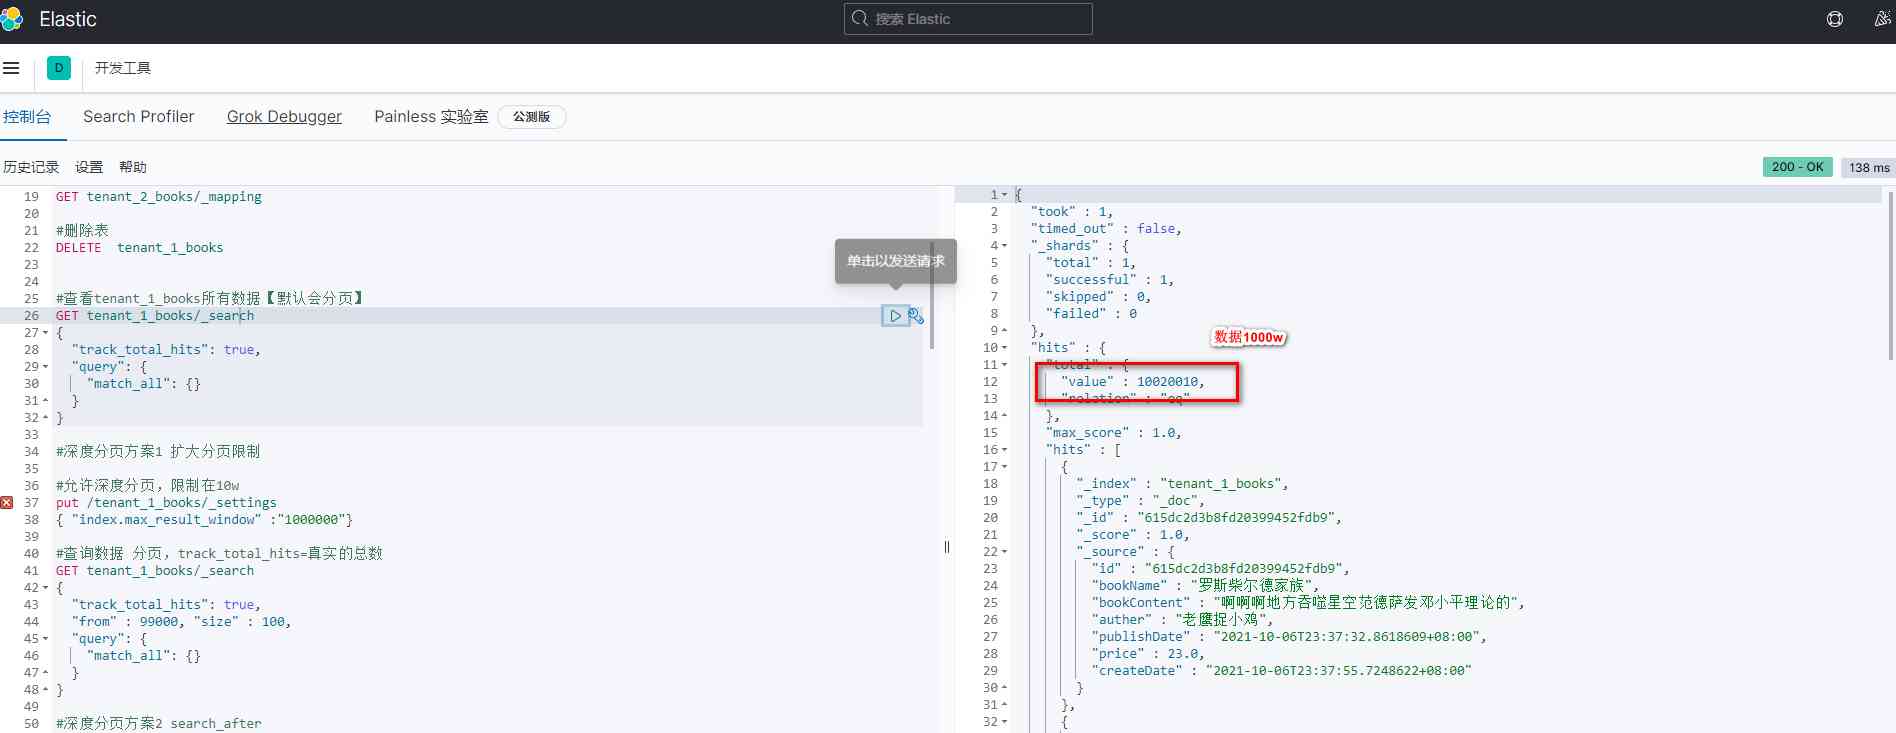 Elastic
搜索 Elastic
D
开发工具
控制台 Search Profiler Grok Debugger Painless 实验室 公测版
历史记录 设置 帮助
200 - OK 138 ms
19 GET tenant_2_books/_mapping
20
21 #删除表
22 DELETE  tenant_1_books
23
24
25 #查看tenant_1_books所有数据【默认会分页】
26 GET tenant_1_books/_search
27 {
28   "track_total_hits": true,
29   "query": {
30     "match_all": {}
31   }
32 }
33
34 #深度分页方案1 扩大分页限制
35
36 #允许深度分页，限制在10w
37 put /tenant_1_books/_settings
38 { "index.max_result_window" :"1000000"}
39
40 #查询数据 分页，track_total_hits=真实的总数
41 GET tenant_1_books/_search
42 {
43   "track_total_hits": true,
44   "from" : 99000, "size" : 100,
45   "query": {
46     "match_all": {}
47   }
48 }
49
50 #深度分页方案2 search_after
单击以发送请求
1 {
2   "took" : 1,
3   "timed_out" : false,
4   "_shards" : {
5     "total" : 1,
6     "successful" : 1,
7     "skipped" : 0,
8     "failed" : 0
9   },
数据1000w
10   "hits" : {
11     "total" : {
12       "value" : 10020010,
13       "relation" : "eq"
14     },
15     "max_score" : 1.0,
16     "hits" : [
17       {
18         "_index" : "tenant_1_books",
19         "_type" : "_doc",
20         "_id" : "615dc2d3b8fd20399452fdb9",
21         "_score" : 1.0,
22         "_source" : {
23           "id" : "615dc2d3b8fd20399452fdb9",
24           "bookName" : "罗斯柴尔德家族",
25           "bookContent" : "啊啊啊地方吞噬星空范德萨发邓小平理论的",
26           "auther" : "老鹰捉小鸡",
27           "publishDate" : "2021-10-06T23:37:32.8618609+08:00",
28           "price" : 23.0,
29           "createDate" : "2021-10-06T23:37:55.7248622+08:00"
30         }
31       },
32       {